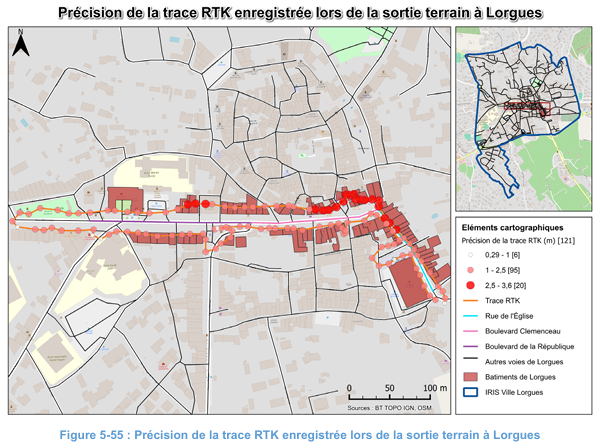 Précision de la trace RTK enregistrée lors de la sortie terrain à Lorgues
N
Eléments cartographiques
Précision de la trace RTK (m) [121]
0,29 - 1 [6]
1 - 2,5 [95]
2,5 - 3,6 [20]
Trace RTK
Rue de l'Église
Boulevard Clemenceau
Boulevard de la République
Autres voies de Lorgues
Batiments de Lorgues
IRIS Ville Lorgues
0 50 100 m
Sources : BT TOPO IGN, OSM
Figure 5-55 : Précision de la trace RTK enregistrée lors de la sortie terrain à Lorgues